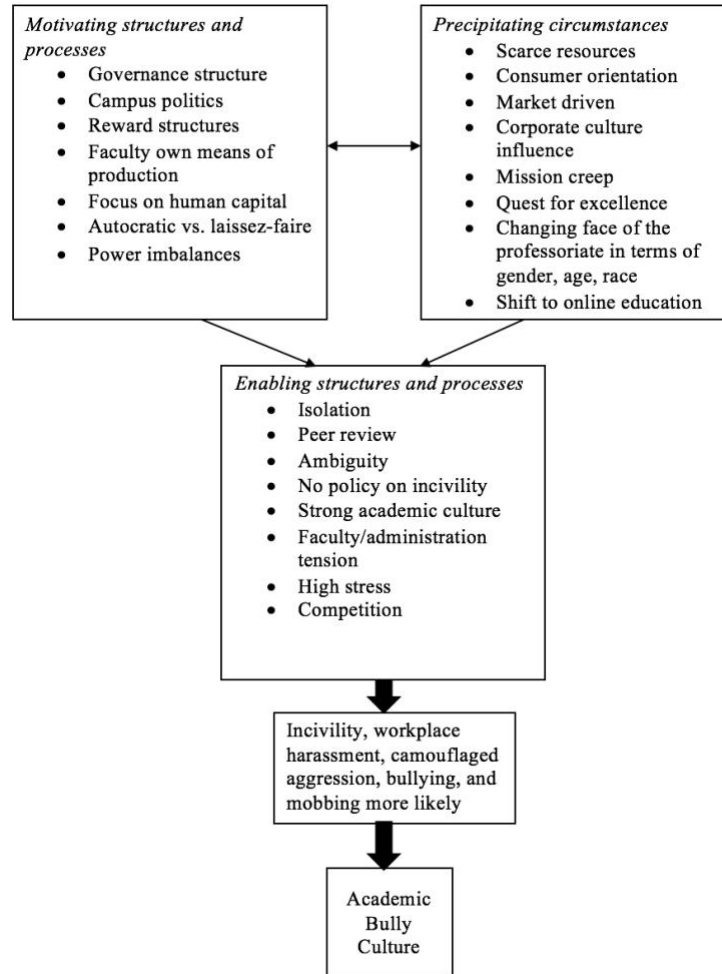 Motivating structures and
processes
• Governance structure
• Campus politics
• Reward structures
• Faculty own means of
production
• Focus on human capital
• Autocratic vs. laissez-faire
• Power imbalances
Precipitating circumstances
• Scarce resources
• Consumer orientation
• Market driven
• Corporate culture
influence
• Mission creep
• Quest for excellence
• Changing face of the
professoriate in terms of
gender, age, race
• Shift to online education
Enabling structures and processes
• Isolation
• Peer review
• Ambiguity
• No policy on incivility
• Strong academic culture
• Faculty/administration
tension
• High stress
• Competition
Incivility, workplace
harassment, camouflaged
aggression, bullying, and
mobbing more likely
Academic
Bully
Culture